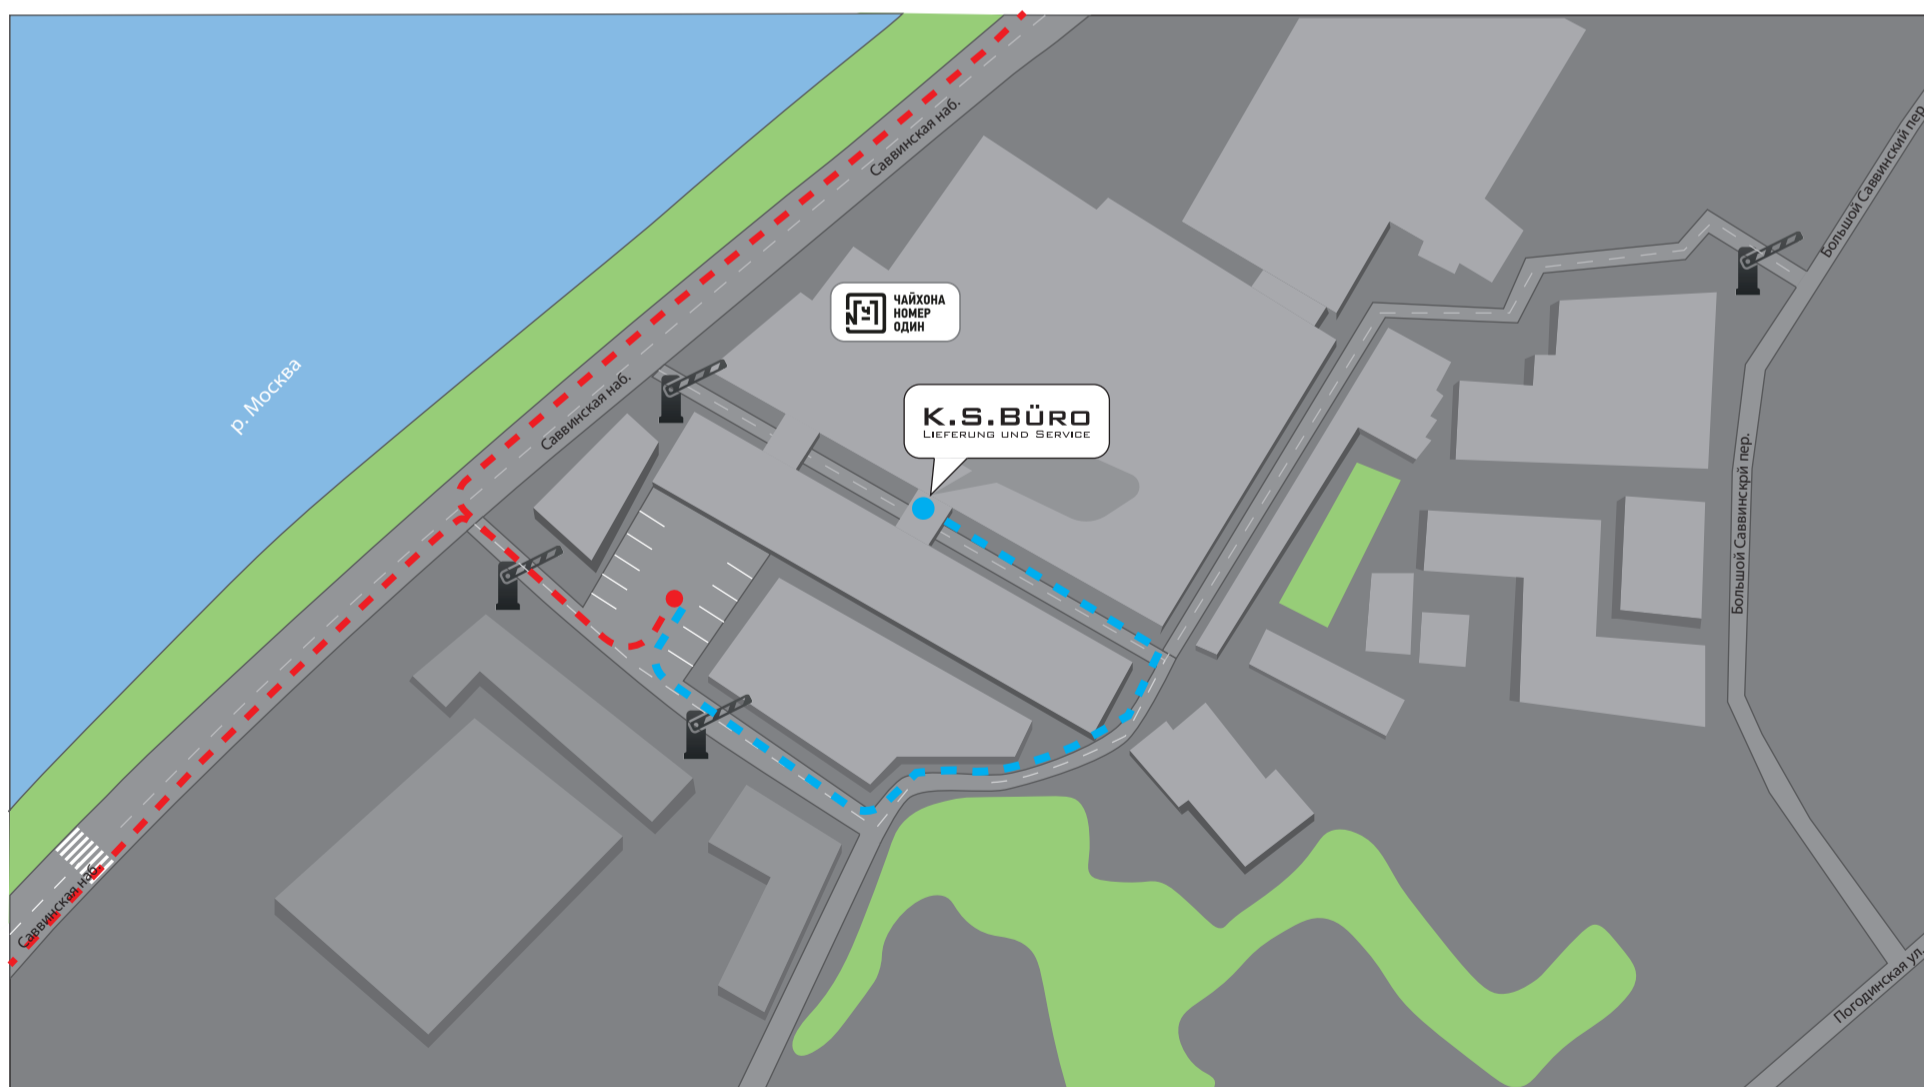 Саввинская наб.
Большой Саввинский пер.
ЧАЙХОНА
НОМЕР
ОДИН
р. Москва
Саввинская наб.
K.S.BÜRO
LIEFERUNG UND SERVICE
Большой Саввинскрй пер.
Саввинская наб.
Погодинская ул.